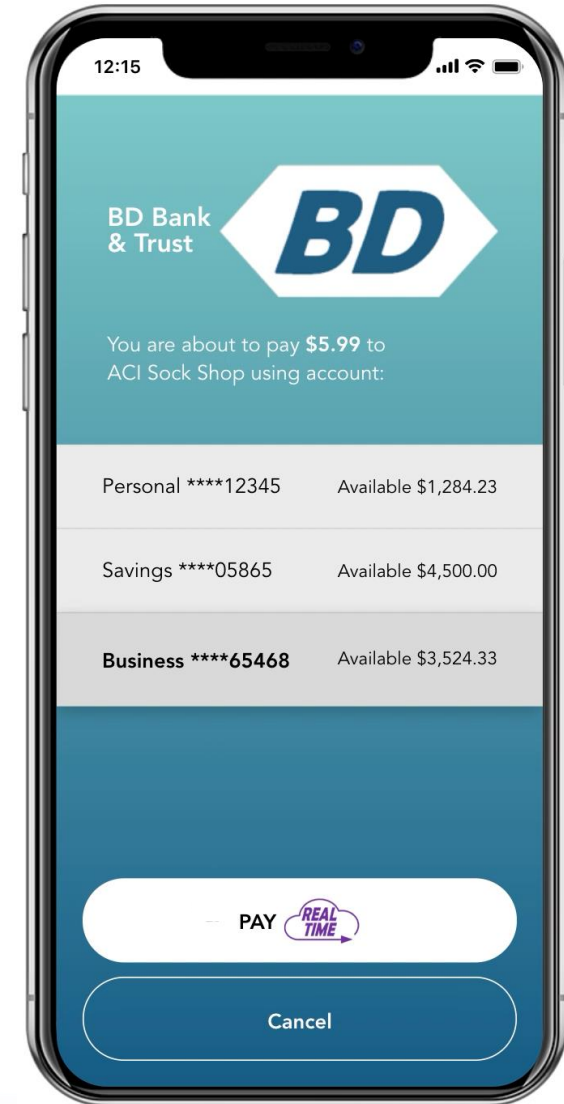 12:15
BD Bank
& Trust
BD
You are about to pay $5.99 to
ACI Sock Shop using account:
Personal ****12345 Available $1,284.23
Savings ****05865 Available $4,500.00
Business ****65468 Available $3,524.33
PAY REAL
TIME
Cancel